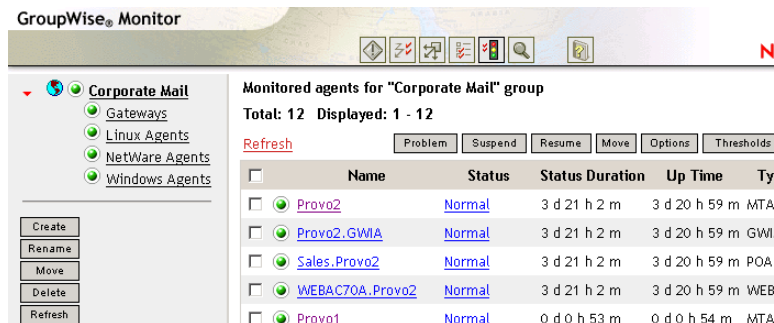 GroupWise® Monitor
N
Corporate Mail
Gateways
Linux Agents
NetWare Agents
Windows Agents
Create
Rename
Move
Delete
Refresh
Monitored agents for "Corporate Mail" group
Total: 12 Displayed: 1 - 12
Refresh Problem Suspend Resume Move Options Thresholds
Name Status Status Duration Up Time Ty
Provo2 Normal 3 d 21 h 2 m 3 d 20 h 59 m MTA
Provo2.GWIA Normal 3 d 21 h 2 m 3 d 20 h 59 m GWI
Sales.Provo2 Normal 3 d 21 h 2 m 3 d 20 h 59 m POA
WEBAC70A.Provo2 Normal 3 d 21 h 2 m 3 d 20 h 59 m WEB
Provo1 Normal 0 d 0 h 53 m 0 d 0 h 54 m MTA